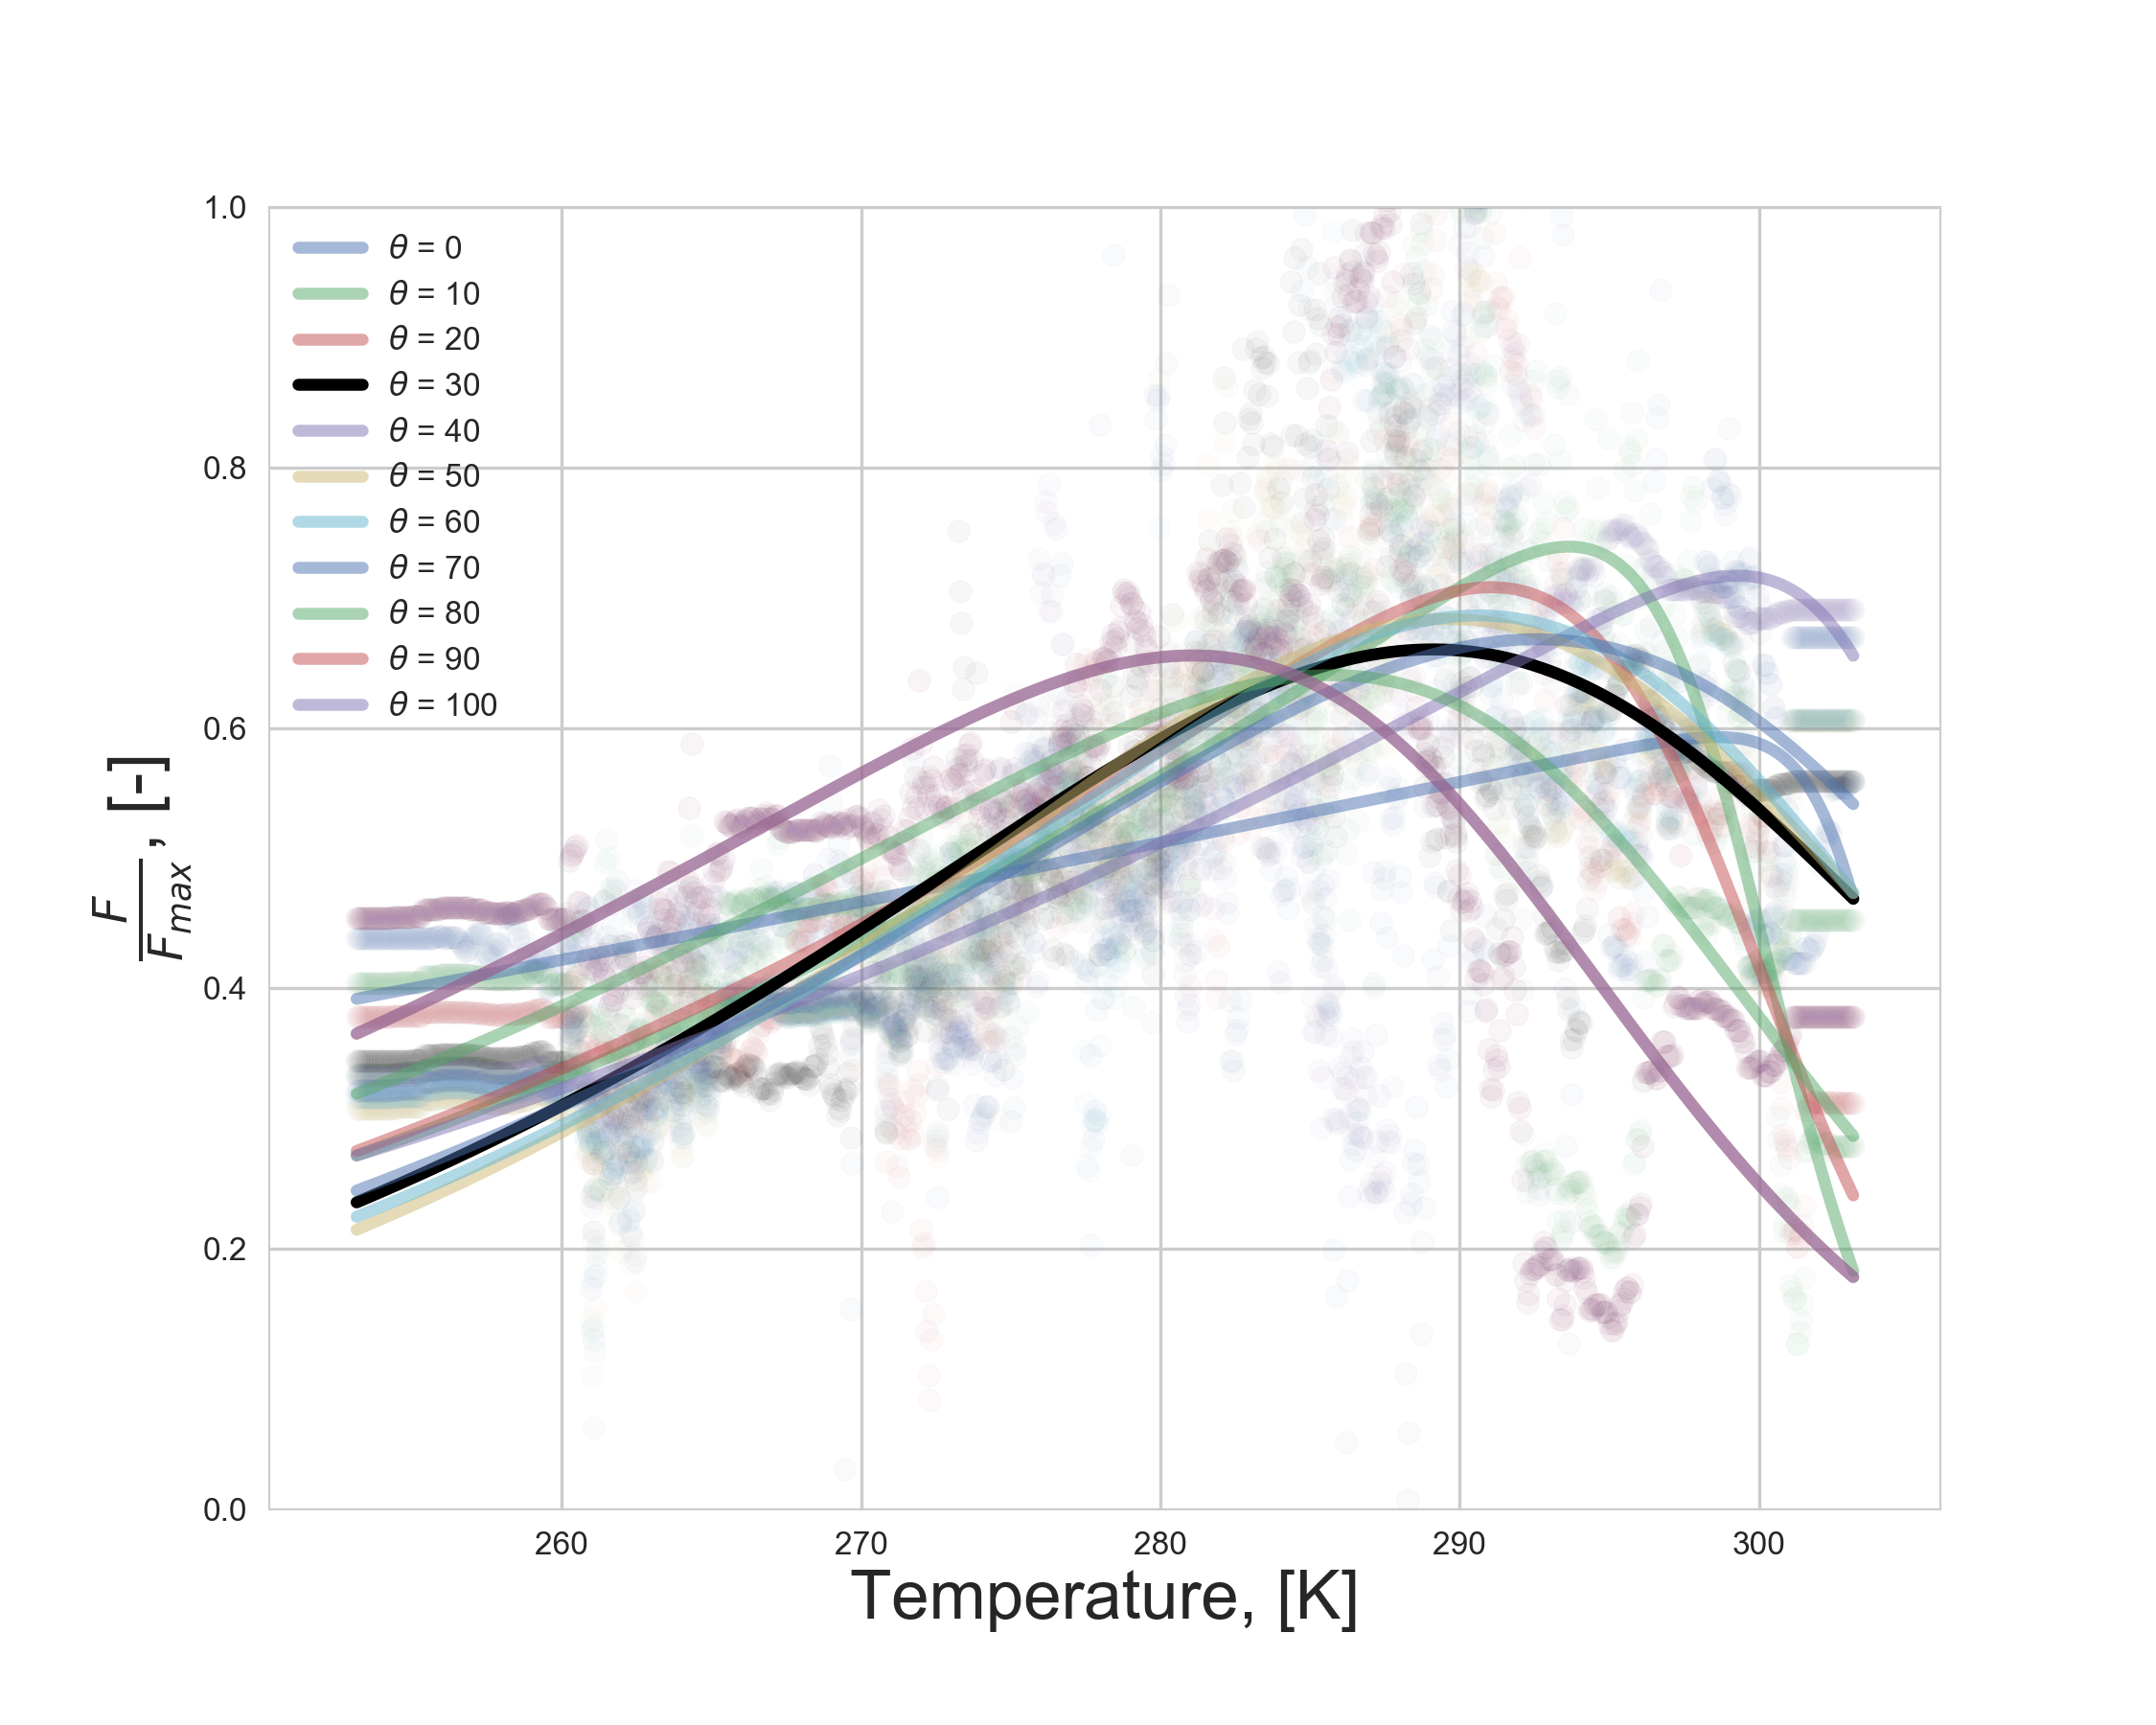 1.0
0.8
0.6
0.4
0.2
0.0
θ = 0
θ = 10
θ = 20
θ = 30
θ = 40
θ = 50
θ = 60
θ = 70
θ = 80
θ = 90
θ = 100
F
Fmax, [-]
260 270 280 290 300
Temperature, [K]